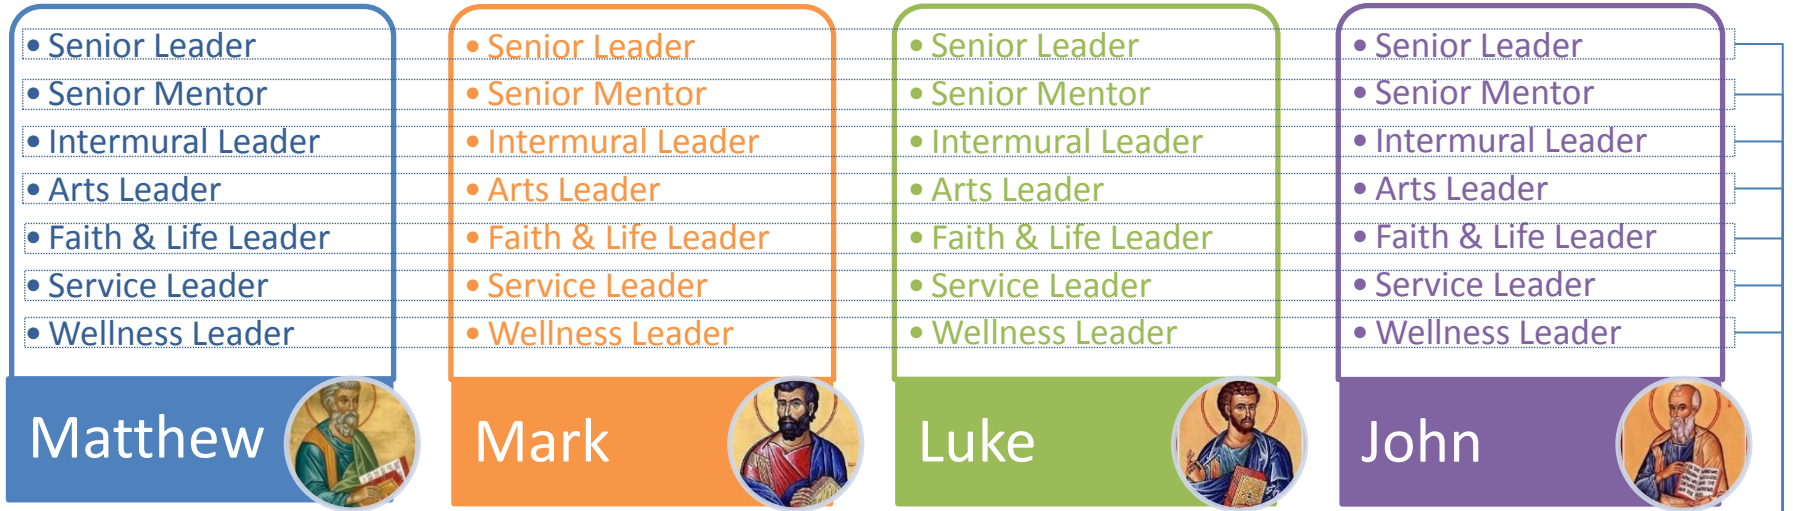 • Senior Leader
• Senior Mentor
• Intermural Leader
• Arts Leader
• Faith & Life Leader
• Service Leader
• Wellness Leader
Matthew
• Senior Leader
• Senior Mentor
• Intermural Leader
• Arts Leader
• Faith & Life Leader
• Service Leader
• Wellness Leader
Mark
• Senior Leader
• Senior Mentor
• Intermural Leader
• Arts Leader
• Faith & Life Leader
• Service Leader
• Wellness Leader
Luke
• Senior Leader
• Senior Mentor
• Intermural Leader
• Arts Leader
• Faith & Life Leader
• Service Leader
• Wellness Leader
John